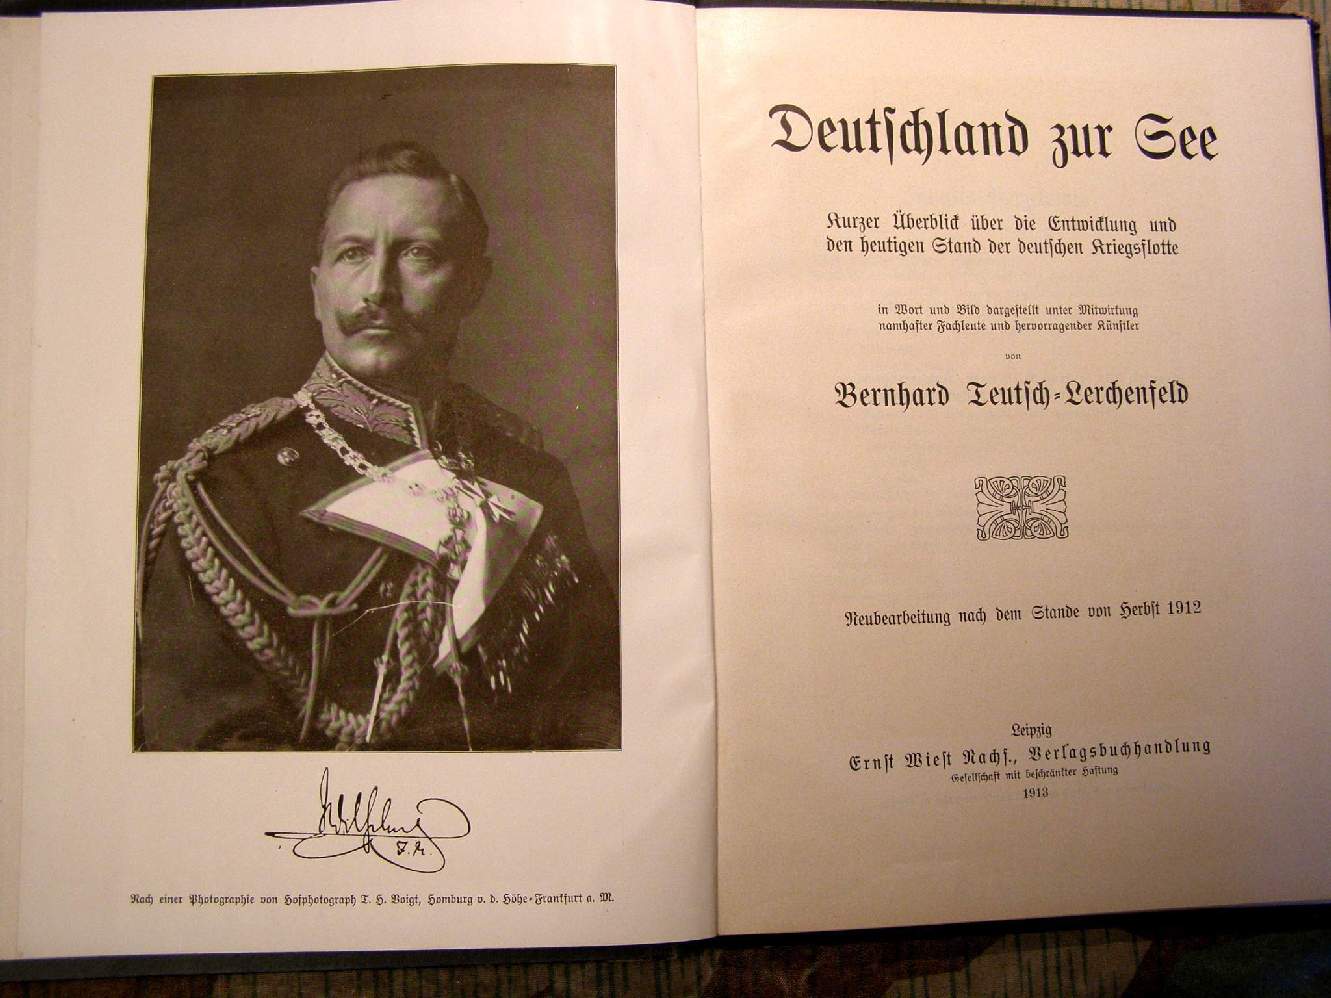 Wilhelm
I. R.
Nach einer Photographie von Hofphotograph T. H. Voigt, Homburg v. d. Höhe-Frankfurt a. M.
Deutschland zur See
Kurzer Überblick über die Entwicklung und
den heutigen Stand der deutschen Kriegsflotte
in Wort und Bild dargestellt unter Mitwirkung
namhafter Fachleute und hervorragender Künstler
von
Bernhard Teutsch-Lerchenfeld
Neubearbeitung nach dem Stande von Herbst 1912
Leipzig
Ernst Wiest Nachf., Verlagsbuchhandlung
Gesellschaft mit beschränkter Haftung
1913